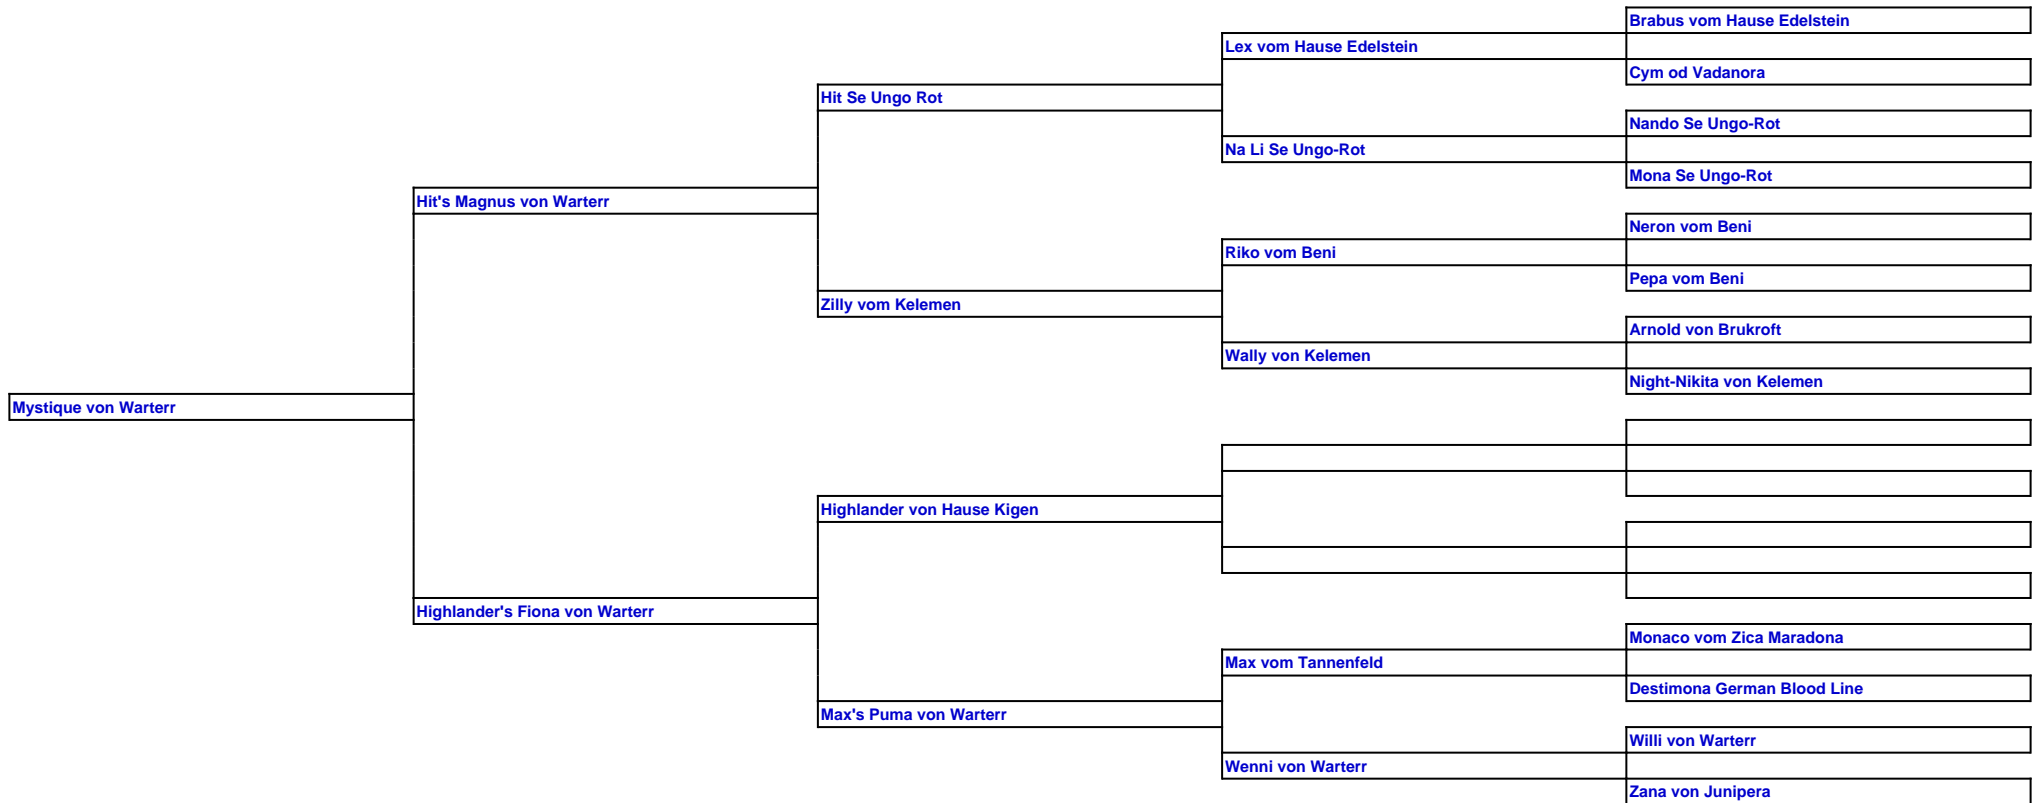 Brabus vom Hause Edelstein
Lex vom Hause Edelstein
Cym od Vadanora
Hit Se Ungo Rot
Nando Se Ungo-Rot
Na Li Se Ungo-Rot
Mona Se Ungo-Rot
Hit's Magnus von Warterr
Neron vom Beni
Riko vom Beni
Pepa vom Beni
Zilly vom Kelemen
Arnold von Brukroft
Wally von Kelemen
Night-Nikita von Kelemen
Mystique von Warterr
Highlander von Hause Kigen
Highlander's Fiona von Warterr
Monaco vom Zica Maradona
Max vom Tannenfeld
Destimona German Blood Line
Max's Puma von Warterr
Willi von Warterr
Wenni von Warterr
Zana von Junipera